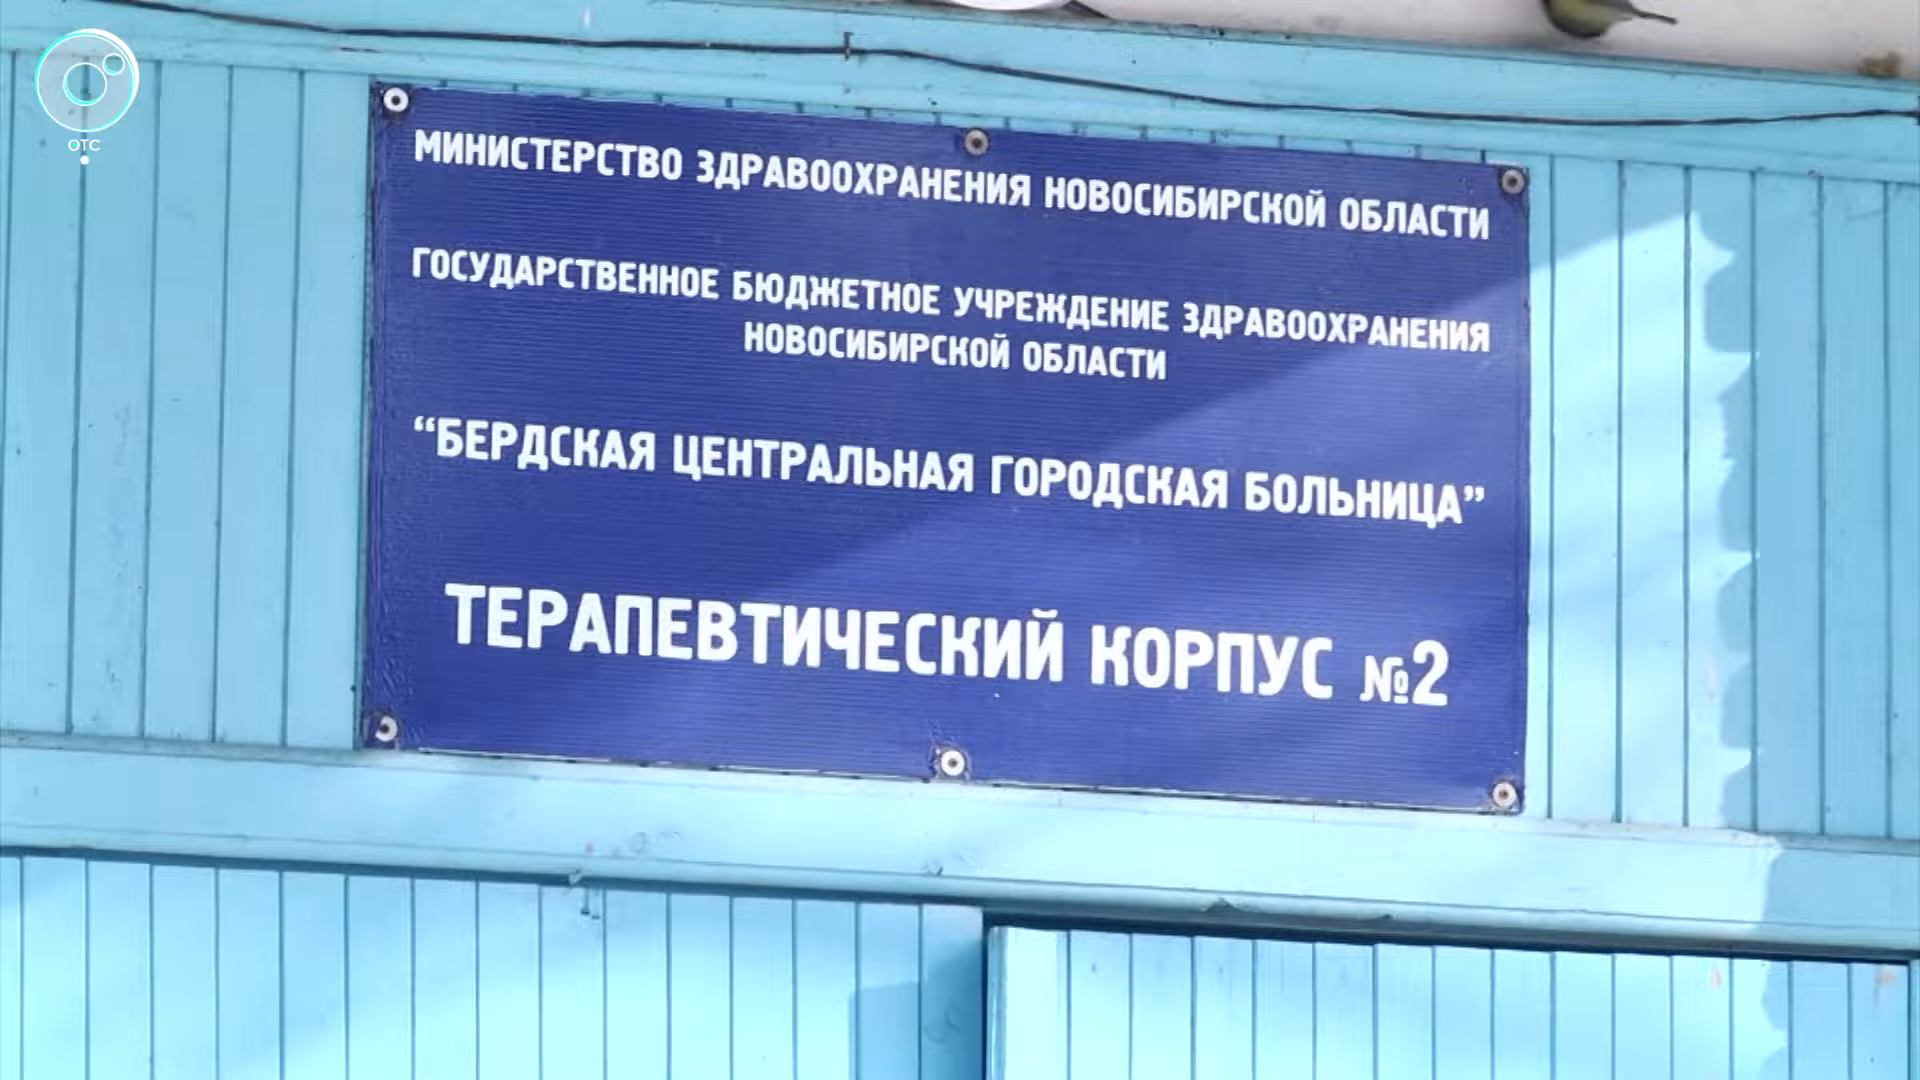 ОТС
МИНИСТЕРСТВО ЗДРАВООХРАНЕНИЯ НОВОСИБИРСКОЙ ОБЛАСТИ
ГОСУДАРСТВЕННОЕ БЮДЖЕТНОЕ УЧРЕЖДЕНИЕ ЗДРАВООХРАНЕНИЯ
НОВОСИБИРСКОЙ ОБЛАСТИ
“БЕРДСКАЯ ЦЕНТРАЛЬНАЯ ГОРОДСКАЯ БОЛЬНИЦА”
ТЕРАПЕВТИЧЕСКИЙ КОРПУС №2